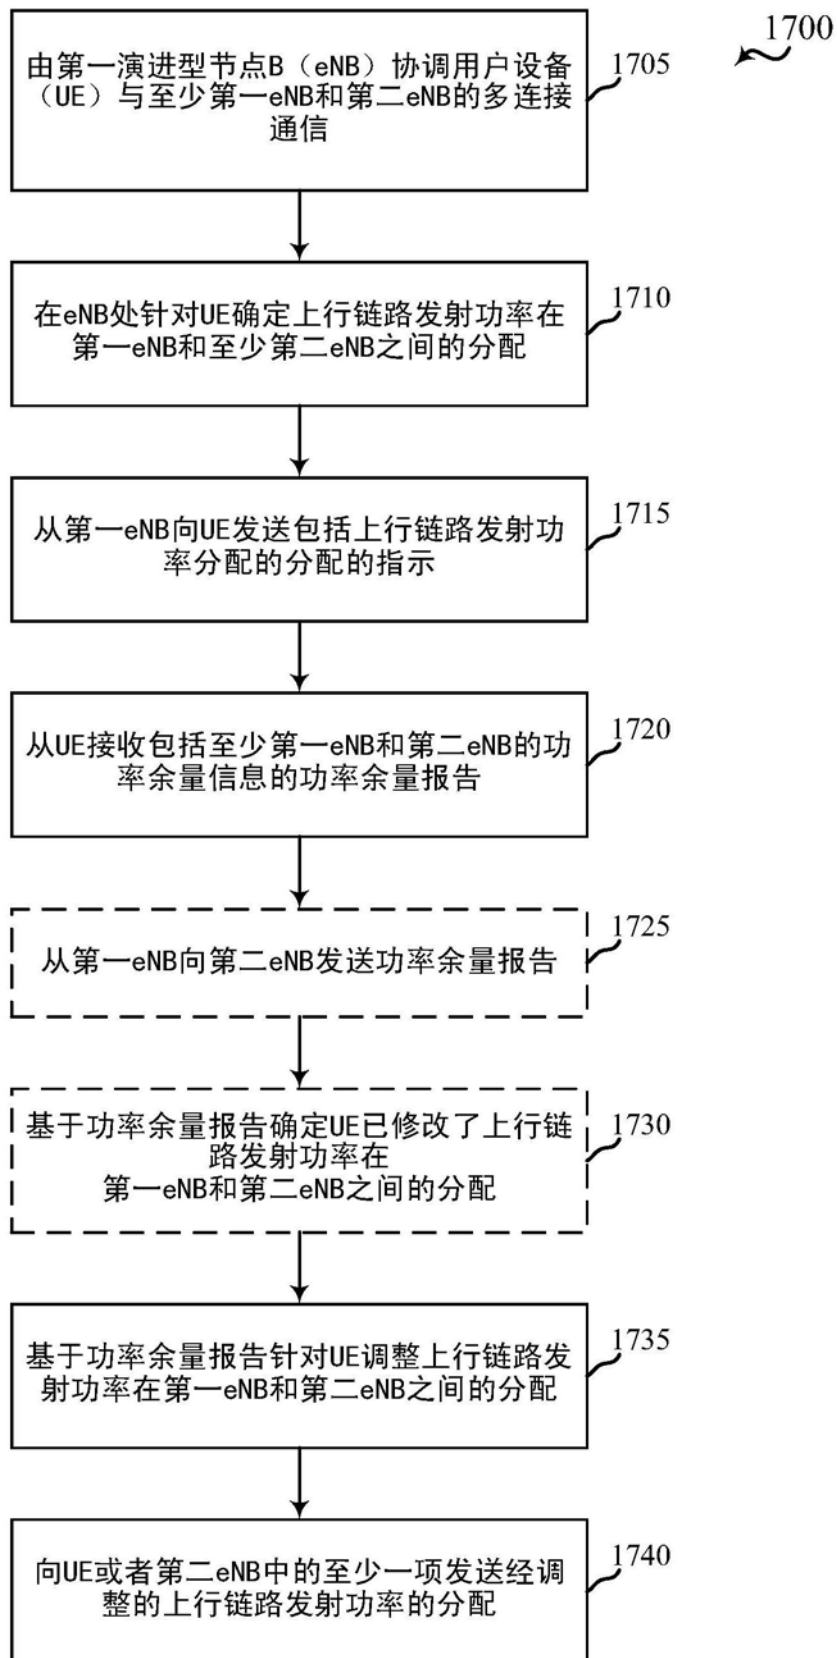 1700
由第一演进型节点B（eNB）协调用户设备
（UE）与至少第一eNB和第二eNB的多连接
通信
1705
在eNB处针对UE确定上行链路发射功率在
第一eNB和至少第二eNB之间的分配
1710
从第一eNB向UE发送包括上行链路发射功
率分配的分配的指示
1715
从UE接收包括至少第一eNB和第二eNB的功
率余量信息的功率余量报告
1720
从第一eNB向第二eNB发送功率余量报告
1725
基于功率余量报告确定UE已修改了上行链
路发射功率在
第一eNB和第二eNB之间的分配
1730
基于功率余量报告针对UE调整上行链路发
射功率在第一eNB和第二eNB之间的分配
1735
向UE或者第二eNB中的至少一项发送经调
整的上行链路发射功率的分配
1740